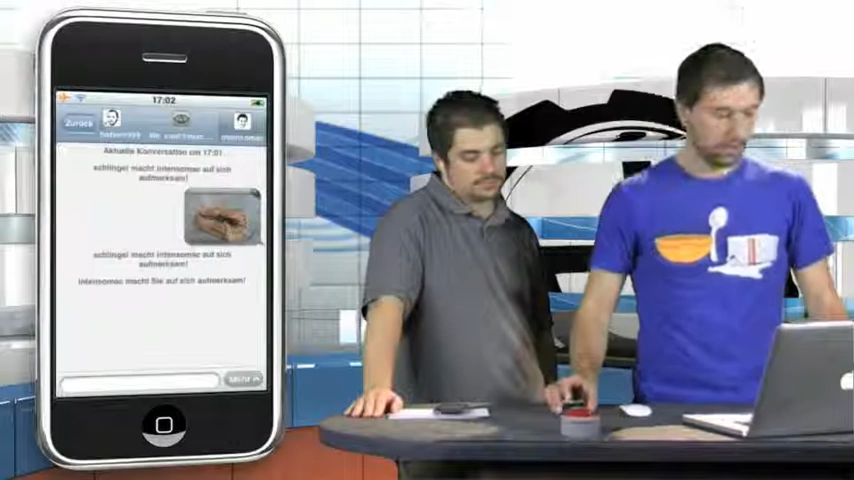 17:02
Zurück
Aktuelle Konversation um 17:01
schlingel macht intensomac auf sich
aufmerksam!
schlingel macht intensomac auf sich
aufmerksam!
intensomac macht Sie auf sich aufmerksam!
Mehr